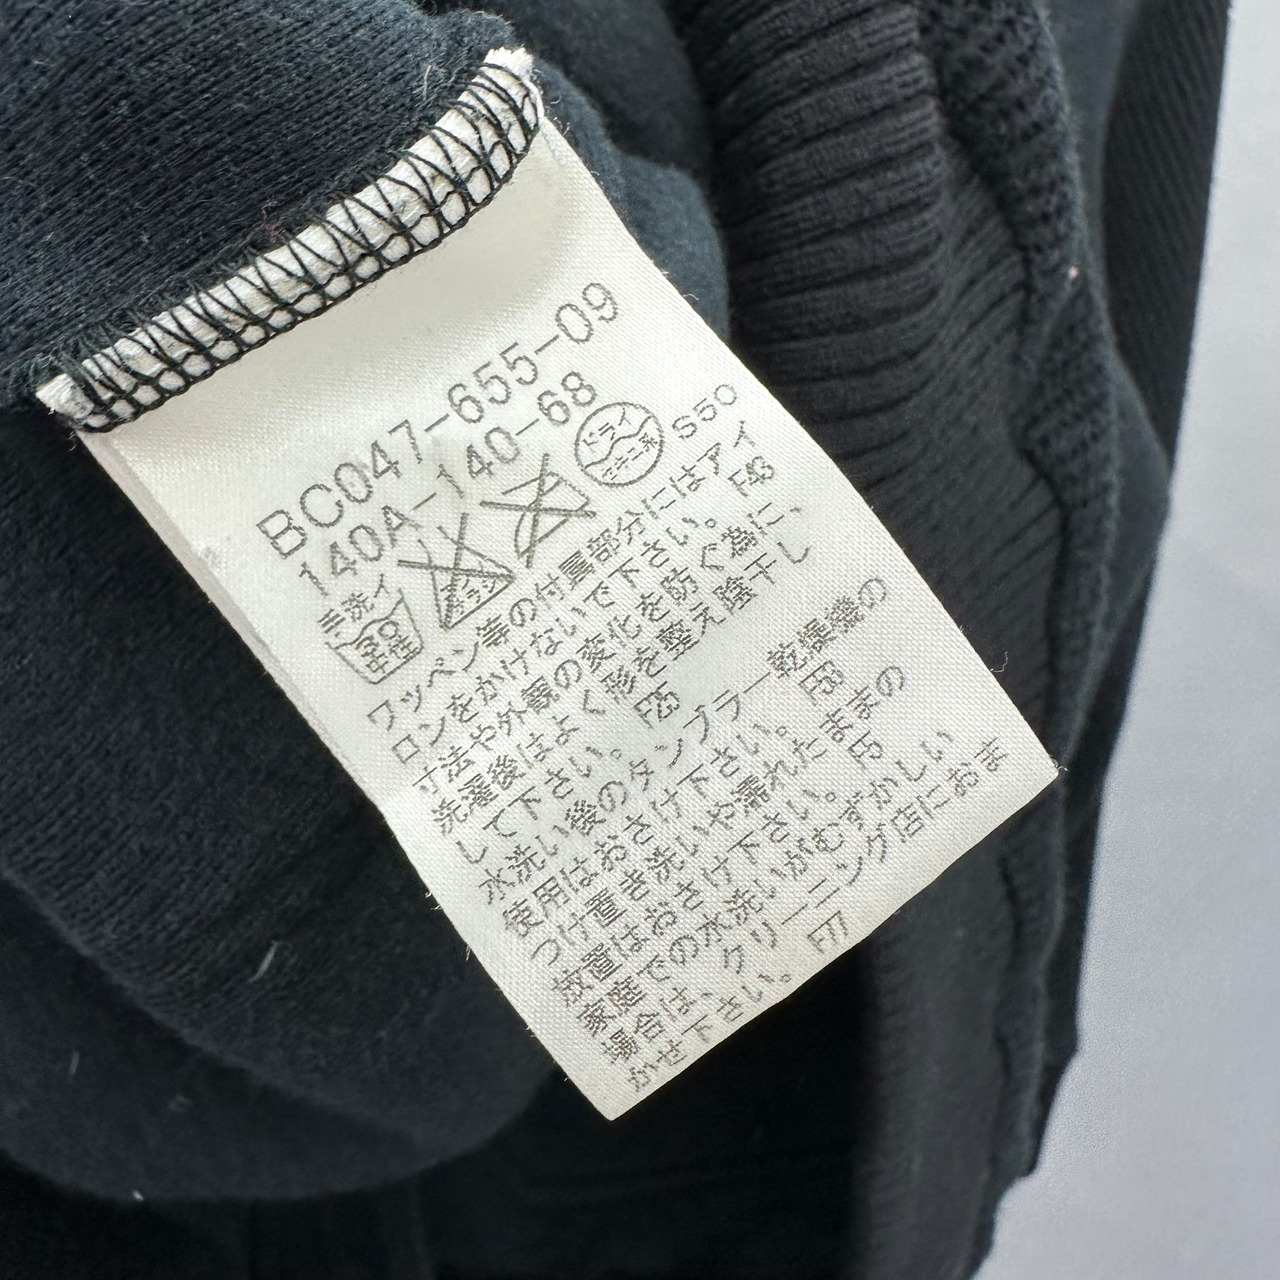 BC047-655-09
140A-140-68
手洗イ
30
中性
ドライ
セキユ系
S50
ワッペン等の付属部分にはアイ
ロンをかけないで下さい。 F43
寸法や外観の変化を防ぐ為に、
洗濯後はよく形を整え陰干し
して下さい。 F25
水洗い後のタンブラー乾燥機の
使用はおさけ下さい。 F53
つけ置き洗いや濡れたままの
放置はおさけ下さい。 F5
家庭での水洗いがむずかしい
場合は、クリーニング店におま
かせ下さい。 F77